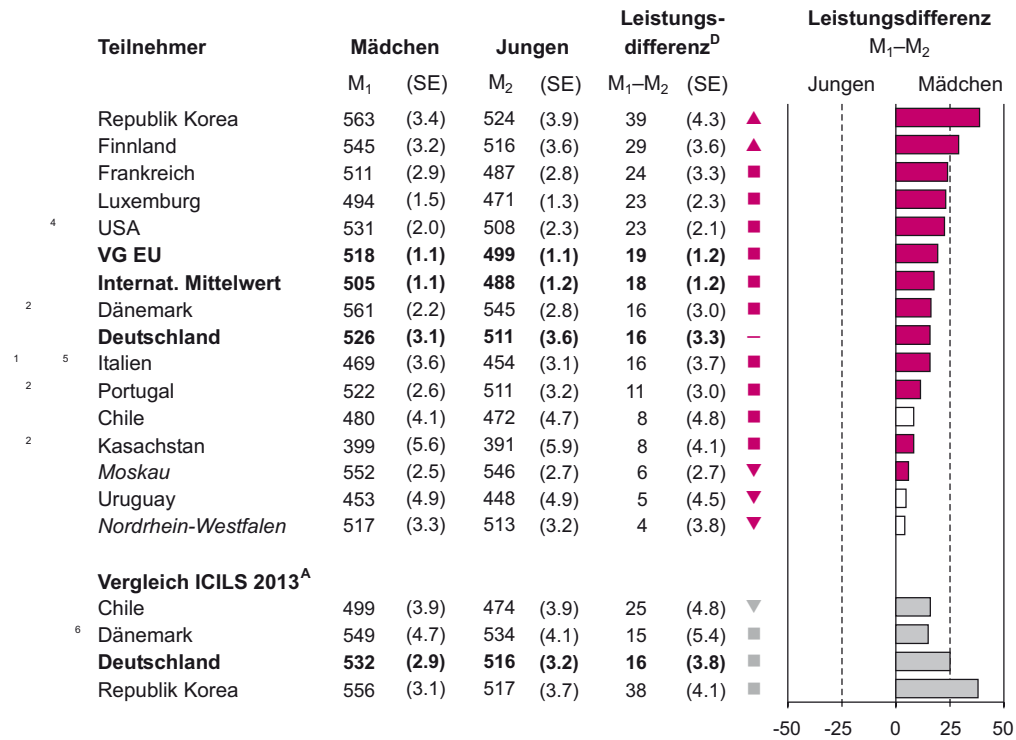 Leistungs- Leistungsdifferenz
Teilnehmer Mädchen Jungen differenzD M1–M2
M1 (SE) M2 (SE) M1–M2 (SE) Jungen Mädchen
Republik Korea 563 (3.4) 524 (3.9) 39 (4.3) ▲
Finnland 545 (3.2) 516 (3.6) 29 (3.6) ▲
Frankreich 511 (2.9) 487 (2.8) 24 (3.3) ■
Luxemburg 494 (1.5) 471 (1.3) 23 (2.3) ■
4 USA 531 (2.0) 508 (2.3) 23 (2.1) ■
VG EU 518 (1.1) 499 (1.1) 19 (1.2) ■
Internat. Mittelwert 505 (1.1) 488 (1.2) 18 (1.2) ■
2 Dänemark 561 (2.2) 545 (2.8) 16 (3.0) ■
Deutschland 526 (3.1) 511 (3.6) 16 (3.3) –
1 5 Italien 469 (3.6) 454 (3.1) 16 (3.7) ■
2 Portugal 522 (2.6) 511 (3.2) 11 (3.0) ■
Chile 480 (4.1) 472 (4.7) 8 (4.8) ■
2 Kasachstan 399 (5.6) 391 (5.9) 8 (4.1) ■
Moskau 552 (2.5) 546 (2.7) 6 (2.7) ▼
Uruguay 453 (4.9) 448 (4.9) 5 (4.5) ▼
Nordrhein-Westfalen 517 (3.3) 513 (3.2) 4 (3.8) ▼
Vergleich ICILS 2013A
Chile 499 (3.9) 474 (3.9) 25 (4.8) ▼
6 Dänemark 549 (4.7) 534 (4.1) 15 (5.4) ■
Deutschland 532 (2.9) 516 (3.2) 16 (3.8) ■
Republik Korea 556 (3.1) 517 (3.7) 38 (4.1) ■
-50 -25 0 25 50